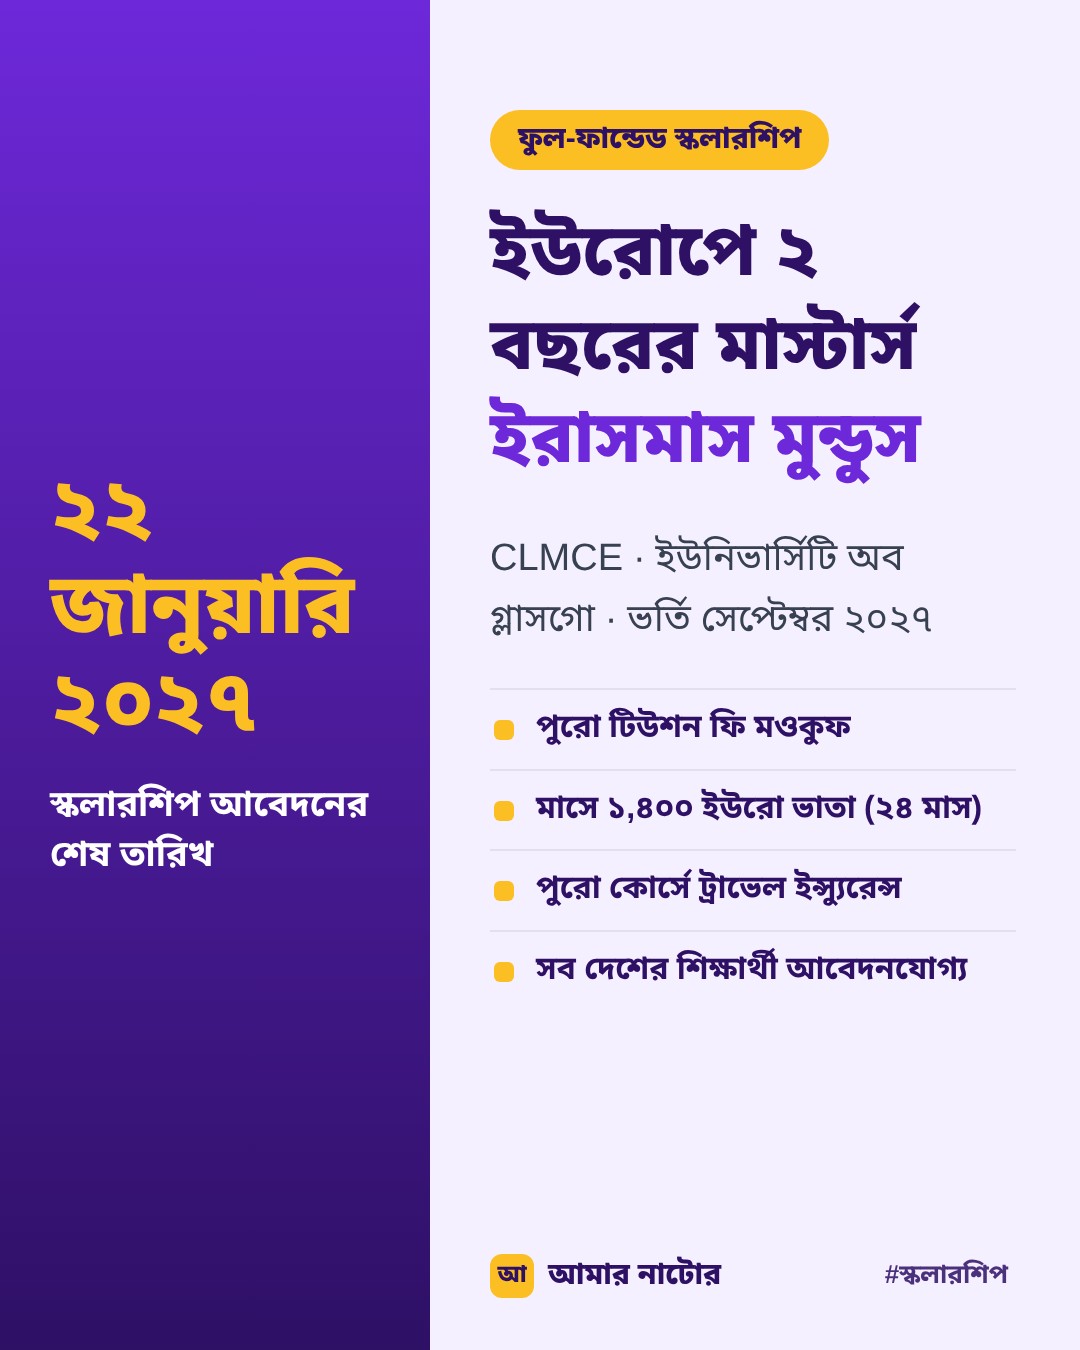 ২২
জানুয়ারি
২০২৭
স্কলারশিপ আবেদনের
শেষ তারিখ
ফুল-ফান্ডেড স্কলারশিপ
ইউরোপে ২
বছরের মাস্টার্স
ইরাসমাস মুন্ডুস
CLMCE · ইউনিভার্সিটি অব
গ্লাসগো · ভর্তি সেপ্টেম্বর ২০২৭
পুরো টিউশন ফি মওকুফ
মাসে ১,৪০০ ইউরো ভাতা (২৪ মাস)
পুরো কোর্সে ট্রাভেল ইন্স্যুরেন্স
সব দেশের শিক্ষার্থী আবেদনযোগ্য
আ আমার নাটোর
#স্কলারশিপ